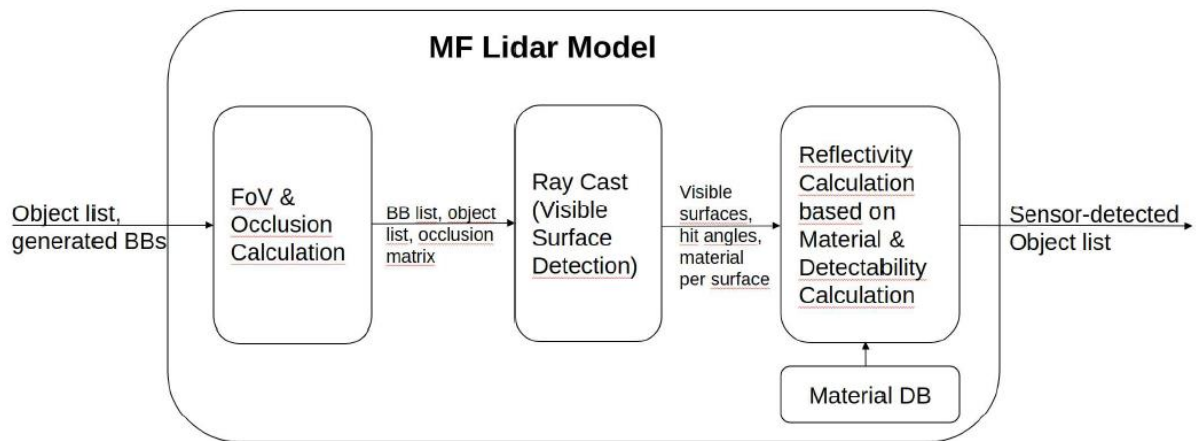 MF Lidar Model
Object list,
generated BBs
FoV &
Occlusion
Calculation
BB list, object
list, occlusion
matrix
Ray Cast
(Visible
Surface
Detection)
Visible
surfaces,
hit angles,
material
per surface
Reflectivity
Calculation
based on
Material &
Detectability
Calculation
Material DB
Sensor-detected
Object list